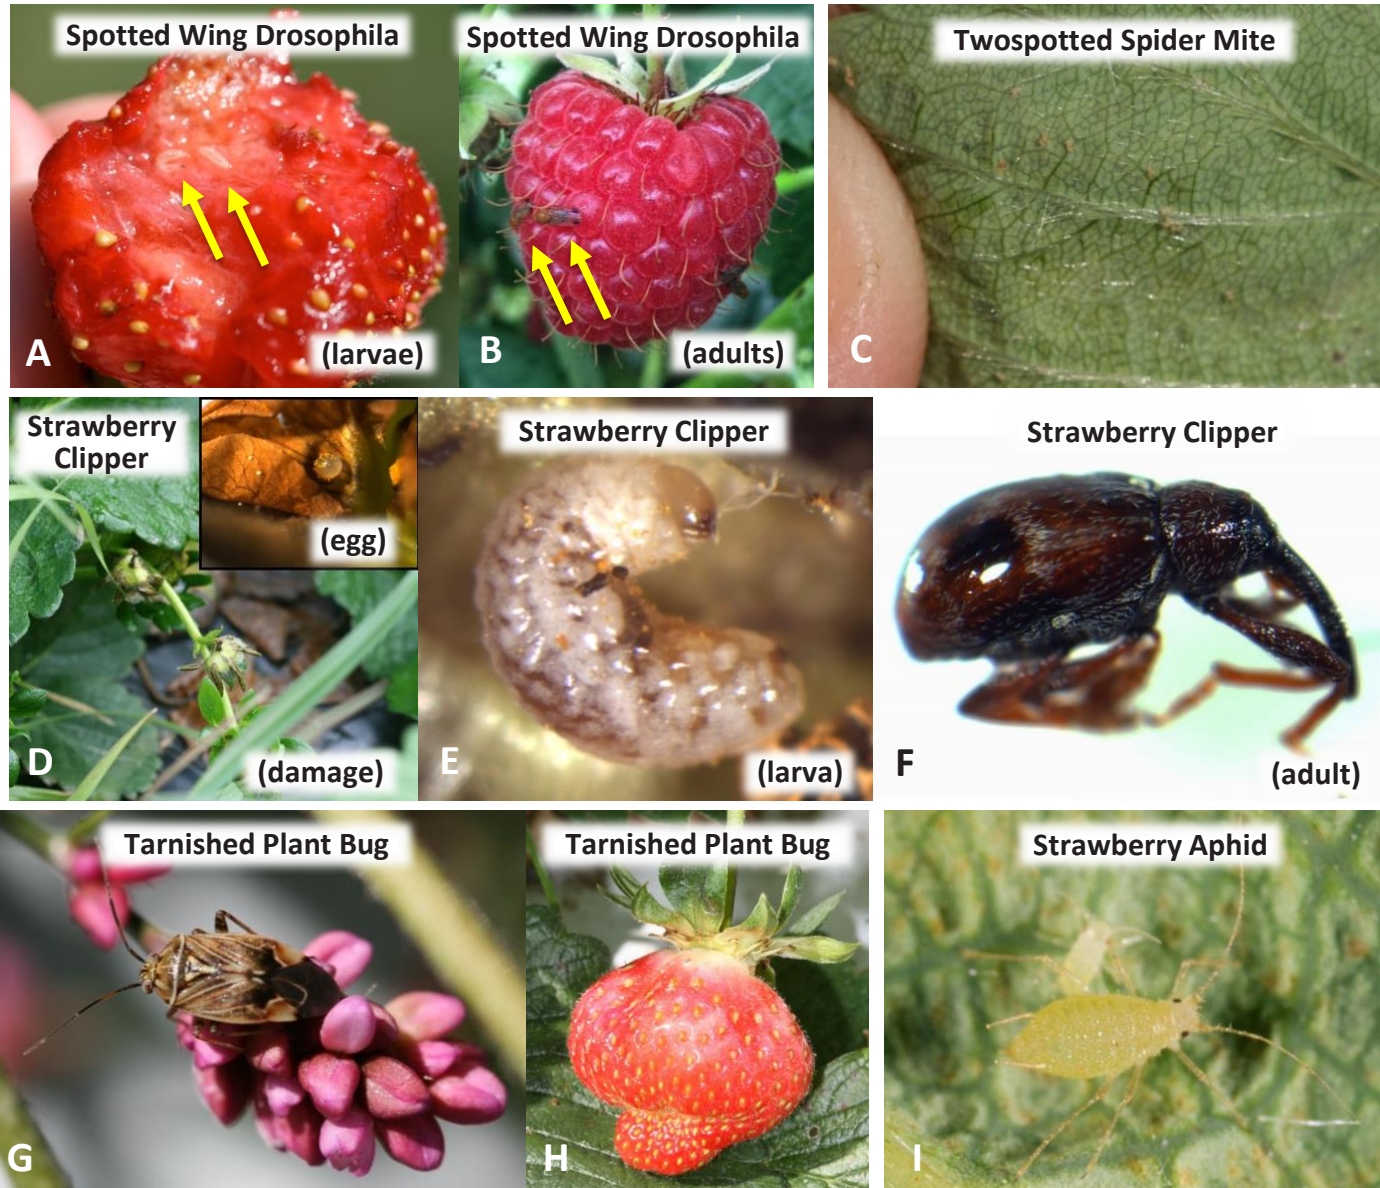 Spotted Wing Drosophila
A
(larvae)
Spotted Wing Drosophila
B
(adults)
Twospotted Spider Mite
C
Strawberry
Clipper
(egg)
D
(damage)
Strawberry Clipper
E
(larva)
Strawberry Clipper
F
(adult)
Tarnished Plant Bug
G
Tarnished Plant Bug
H
Strawberry Aphid
I